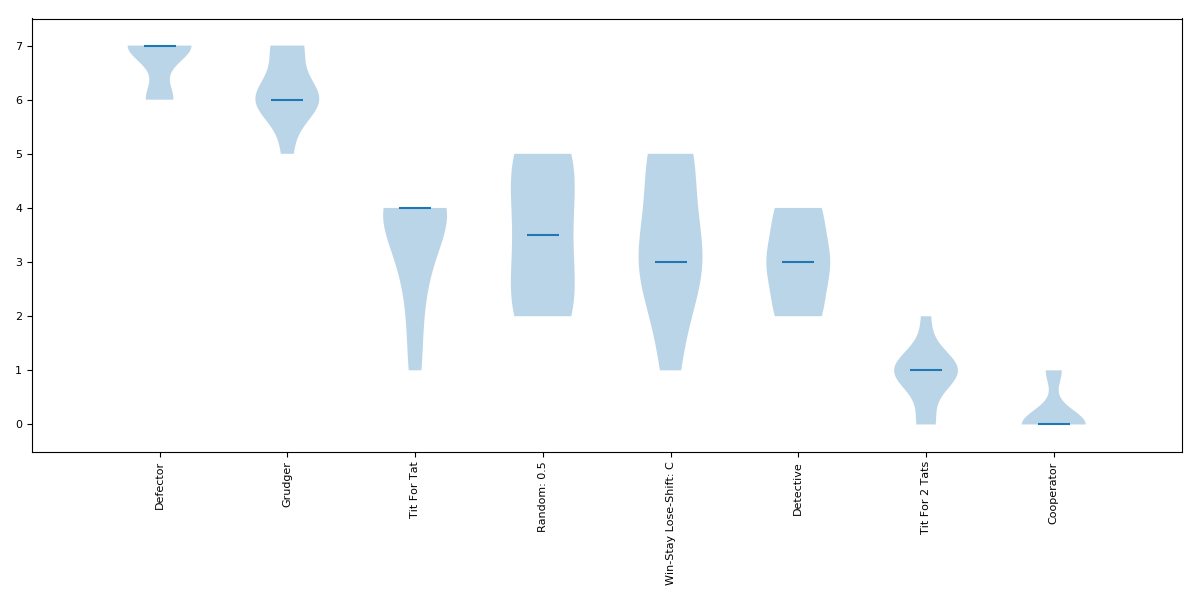 7
6
5
4
3
2
1
0
Defector
Grudger
Tit For Tat
Random: 0.5
Win-Stay Lose-Shift: C
Detective
Tit For 2 Tats
Cooperator